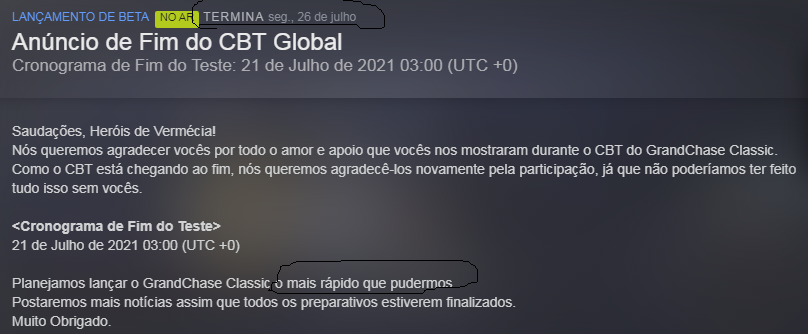 LANÇAMENTO DE BETA NO AR TERMINA seg., 26 de julho
Anúncio de Fim do CBT Global
Cronograma de Fim do Teste: 21 de Julho de 2021 03:00 (UTC +0)
Saudações, Heróis de Vermécia!
Nós queremos agradecer vocês por todo o amor e apoio que vocês nos mostraram durante o CBT do GrandChase Classic.
Como o CBT está chegando ao fim, nós queremos agradecê-los novamente pela participação, já que não poderíamos ter feito
tudo isso sem vocês.
<Cronograma de Fim do Teste>
21 de Julho de 2021 03:00 (UTC +0)
Planejamos lançar o GrandChase Classic o mais rápido que pudermos.
Postaremos mais notícias assim que todos os preparativos estiverem finalizados.
Muito Obrigado.